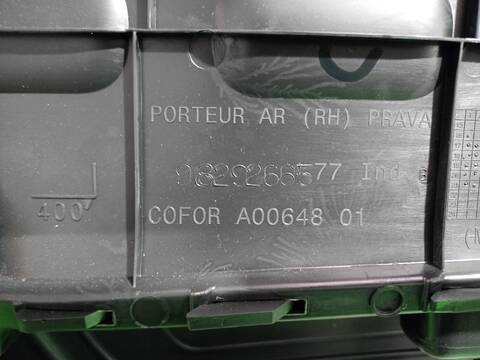 PORTEUR AR (RH) PRAVA
9829266577 Ind
400
COFOR A00648 01